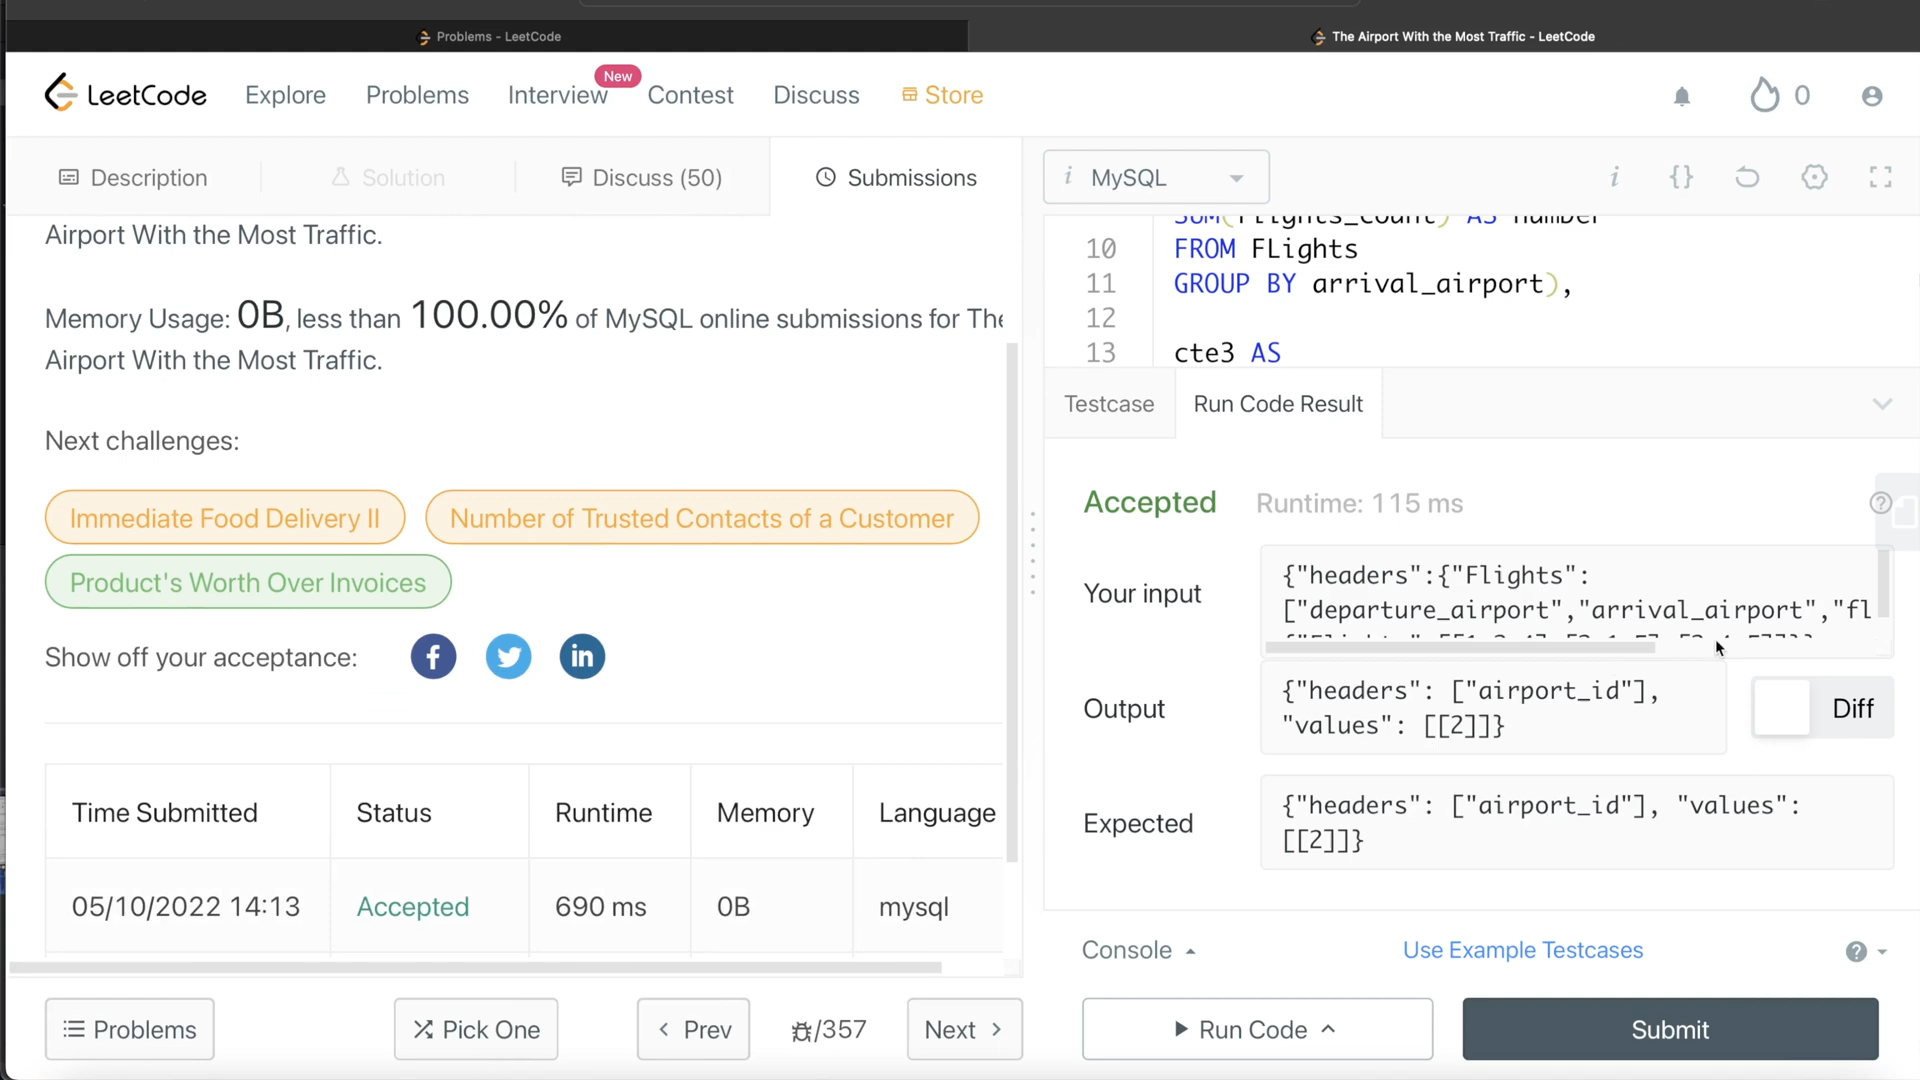 Problems - LeetCode
The Airport With the Most Traffic - LeetCode
LeetCode
Explore
Problems
Interview
New
Contest
Discuss
Store
0
Description
Solution
Discuss (50)
Submissions
Airport With the Most Traffic.
Memory Usage: 0B, less than 100.00% of MySQL online submissions for The
Airport With the Most Traffic.
Next challenges:
Immediate Food Delivery II
Number of Trusted Contacts of a Customer
Product's Worth Over Invoices
Show off your acceptance:
Time Submitted Status Runtime Memory Language
05/10/2022 14:13 Accepted 690 ms 0B mysql
Problems
Pick One
Prev
/357
Next
i MySQL
SUM(flights_count) AS number
10 FROM FLights
11 GROUP BY arrival_airport),
12
13 cte3 AS
Testcase
Run Code Result
Accepted Runtime: 115 ms
Your input
{"headers":{"Flights":
["departure_airport","arrival_airport","fl
Output
{"headers": ["airport_id"],
"values": [[2]]}
Diff
Expected
{"headers": ["airport_id"], "values":
[[2]]}
Console
Use Example Testcases
Run Code
Submit